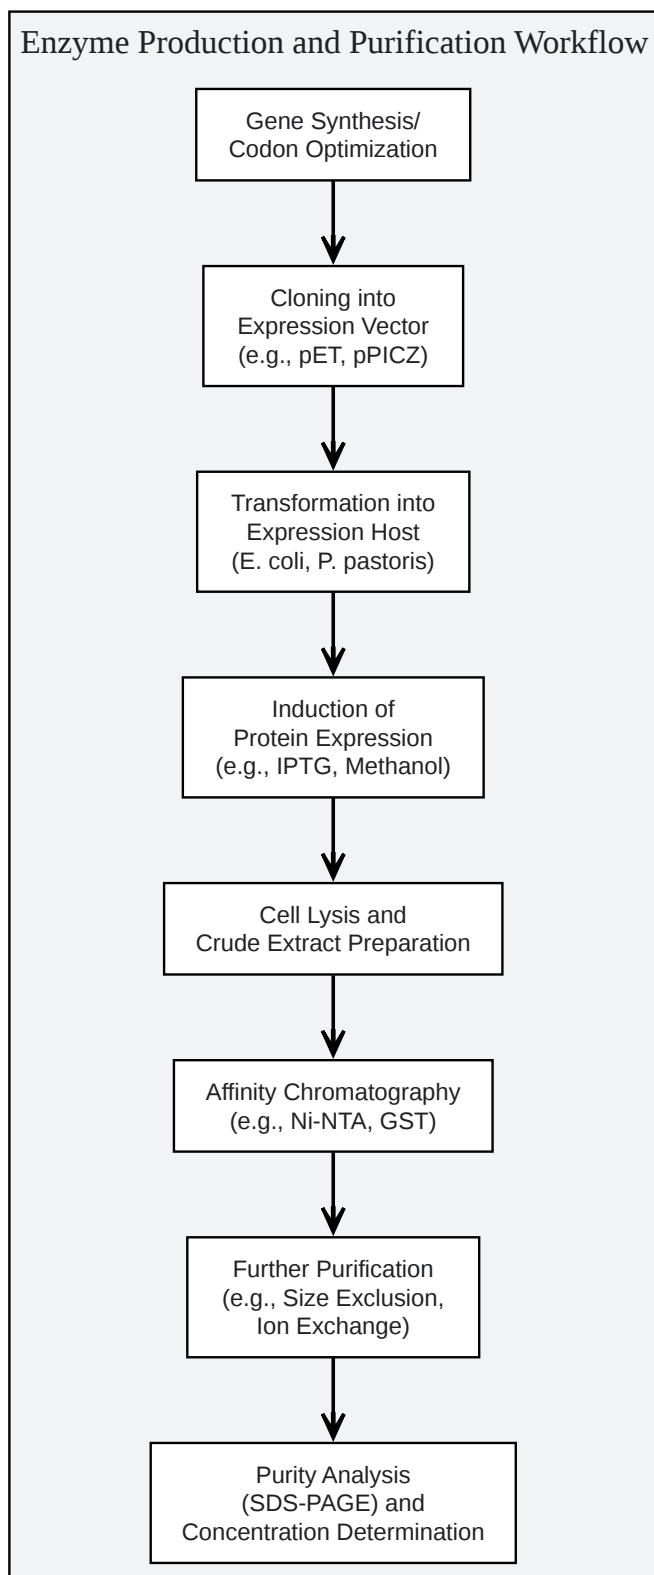 Enzyme Production and Purification Workflow
Gene Synthesis/
Codon Optimization
Cloning into
Expression Vector
(e.g., pET, pPICZ)
Transformation into
Expression Host
(E. coli, P. pastoris)
Induction of
Protein Expression
(e.g., IPTG, Methanol)
Cell Lysis and
Crude Extract Preparation
Affinity Chromatography
(e.g., Ni-NTA, GST)
Further Purification
(e.g., Size Exclusion,
Ion Exchange)
Purity Analysis
(SDS-PAGE) and
Concentration Determination